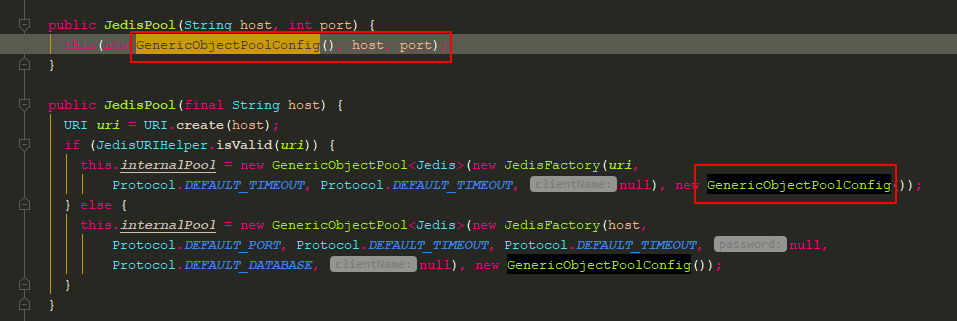 public JedisPool(String host, int port) {
this(new GenericObjectPoolConfig(), host, port);
}
public JedisPool(final String host) {
URI uri = URI.create(host);
if (JedisURIHelper.isValid(uri)) {
this.internalPool = new GenericObjectPool<Jedis>(new JedisFactory(uri,
Protocol.DEFAULT_TIMEOUT, Protocol.DEFAULT_TIMEOUT, clientName: null), new GenericObjectPoolConfig());
} else {
this.internalPool = new GenericObjectPool<Jedis>(new JedisFactory(host,
Protocol.DEFAULT_PORT, Protocol.DEFAULT_TIMEOUT, Protocol.DEFAULT_TIMEOUT, password: null,
Protocol.DEFAULT_DATABASE, clientName: null), new GenericObjectPoolConfig());
}
}